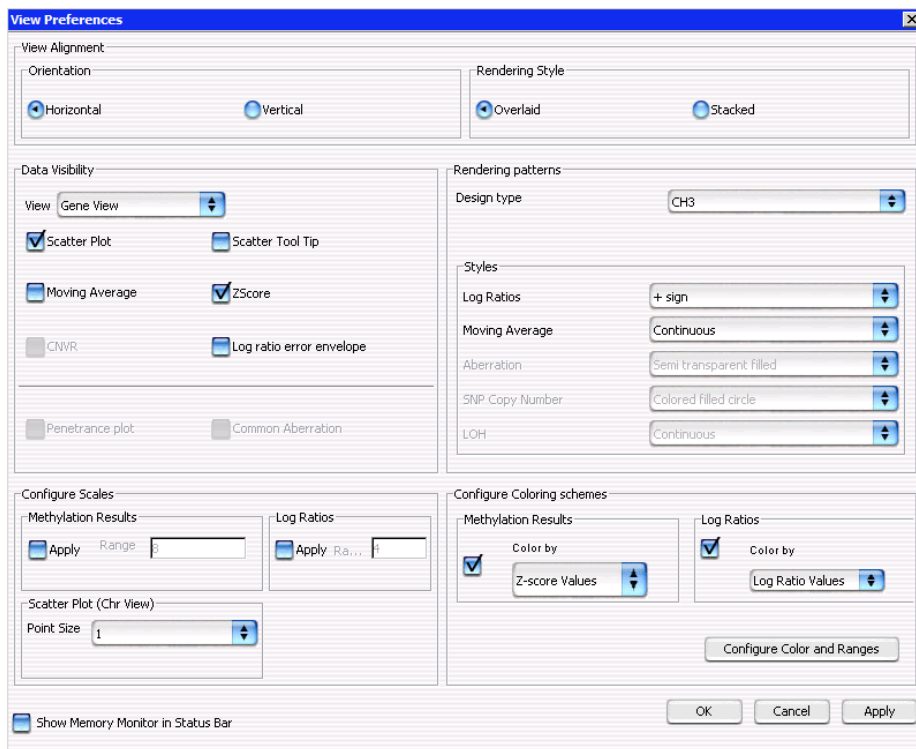 View Preferences
View Alignment
Orientation
Rendering Style
Horizontal
Vertical
Overlaid
Stacked
Data Visibility
View Gene View
Scatter Plot
Scatter Tool Tip
Moving Average
ZScore
CNVR
Log ratio error envelope
Penetrance plot
Common Aberration
Rendering patterns
Design type CH3
Styles
Log Ratios + sign
Moving Average Continuous
Aberration Semi transparent filled
SNP Copy Number Colored filled circle
LOH Continuous
Configure Scales
Methylation Results
Apply Range 8
Log Ratios
Apply Ra... 4
Scatter Plot (Chr View)
Point Size 1
Configure Coloring schemes
Methylation Results
Color by
Z-score Values
Log Ratios
Color by
Log Ratio Values
Configure Color and Ranges
Show Memory Monitor in Status Bar
OK
Cancel
Apply